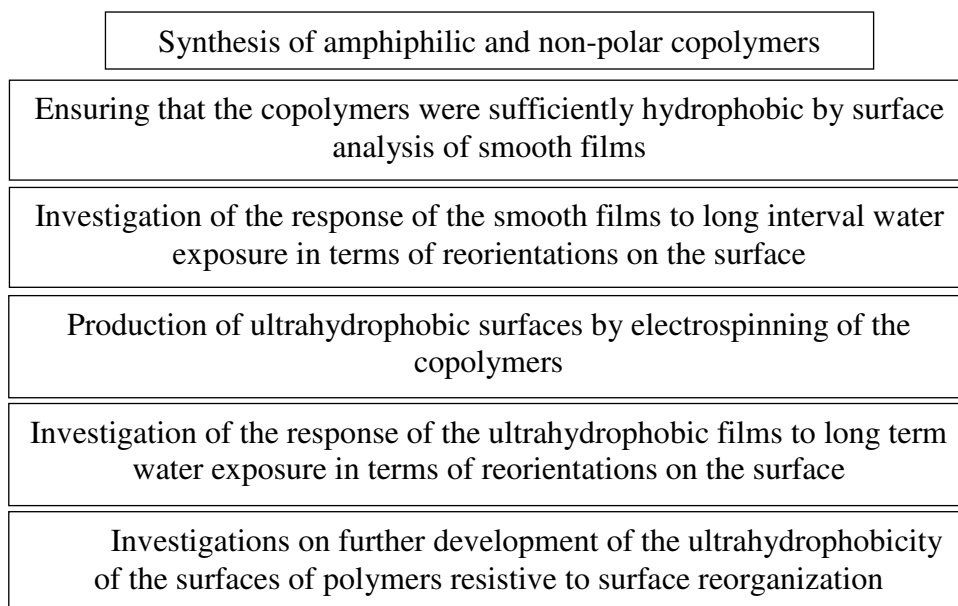 Synthesis of amphiphilic and non-polar copolymers
Ensuring that the copolymers were sufficiently hydrophobic by surface
analysis of smooth films
Investigation of the response of the smooth films to long interval water
exposure in terms of reorientations on the surface
Production of ultrahydrophobic surfaces by electrospinning of the
copolymers
Investigation of the response of the ultrahydrophobic films to long term
water exposure in terms of reorientations on the surface
Investigations on further development of the ultrahydrophobicity
of the surfaces of polymers resistive to surface reorganization